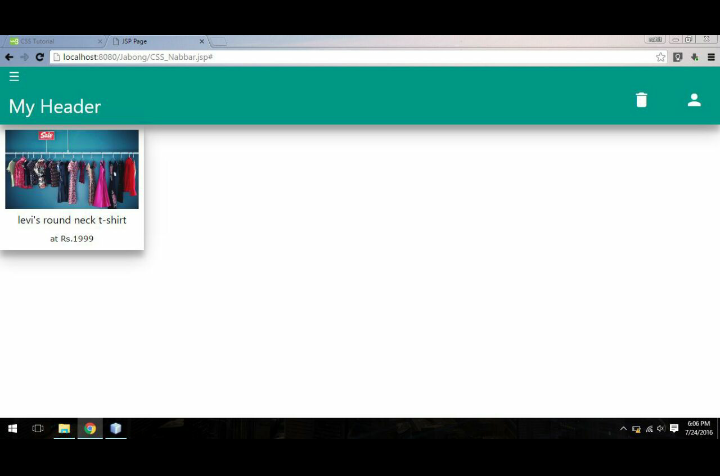 CSS Tutorial
JSP Page
localhost:8080/Jabong/CSS_Nabbar.jsp#
My Header
Sale
levi's round neck t-shirt
at Rs.1999
6:06 PM
7/24/2016